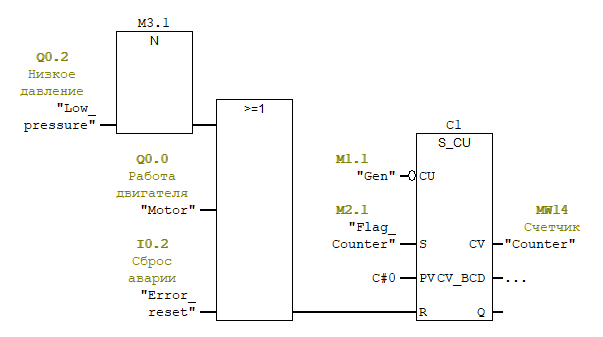 M3.1
N
Q0.2
Низкое
давление
"Low_
pressure"
>=1
Q0.0
Работа
двигателя
"Motor"
I0.2
Сброс
аварии
"Error_
reset"
C1
S_CU
M1.1
"Gen"
CU
M2.1
"Flag_
Counter"
S
CV
MW14
Счетчик
"Counter"
C#0
PV
CV_BCD
...
R
Q